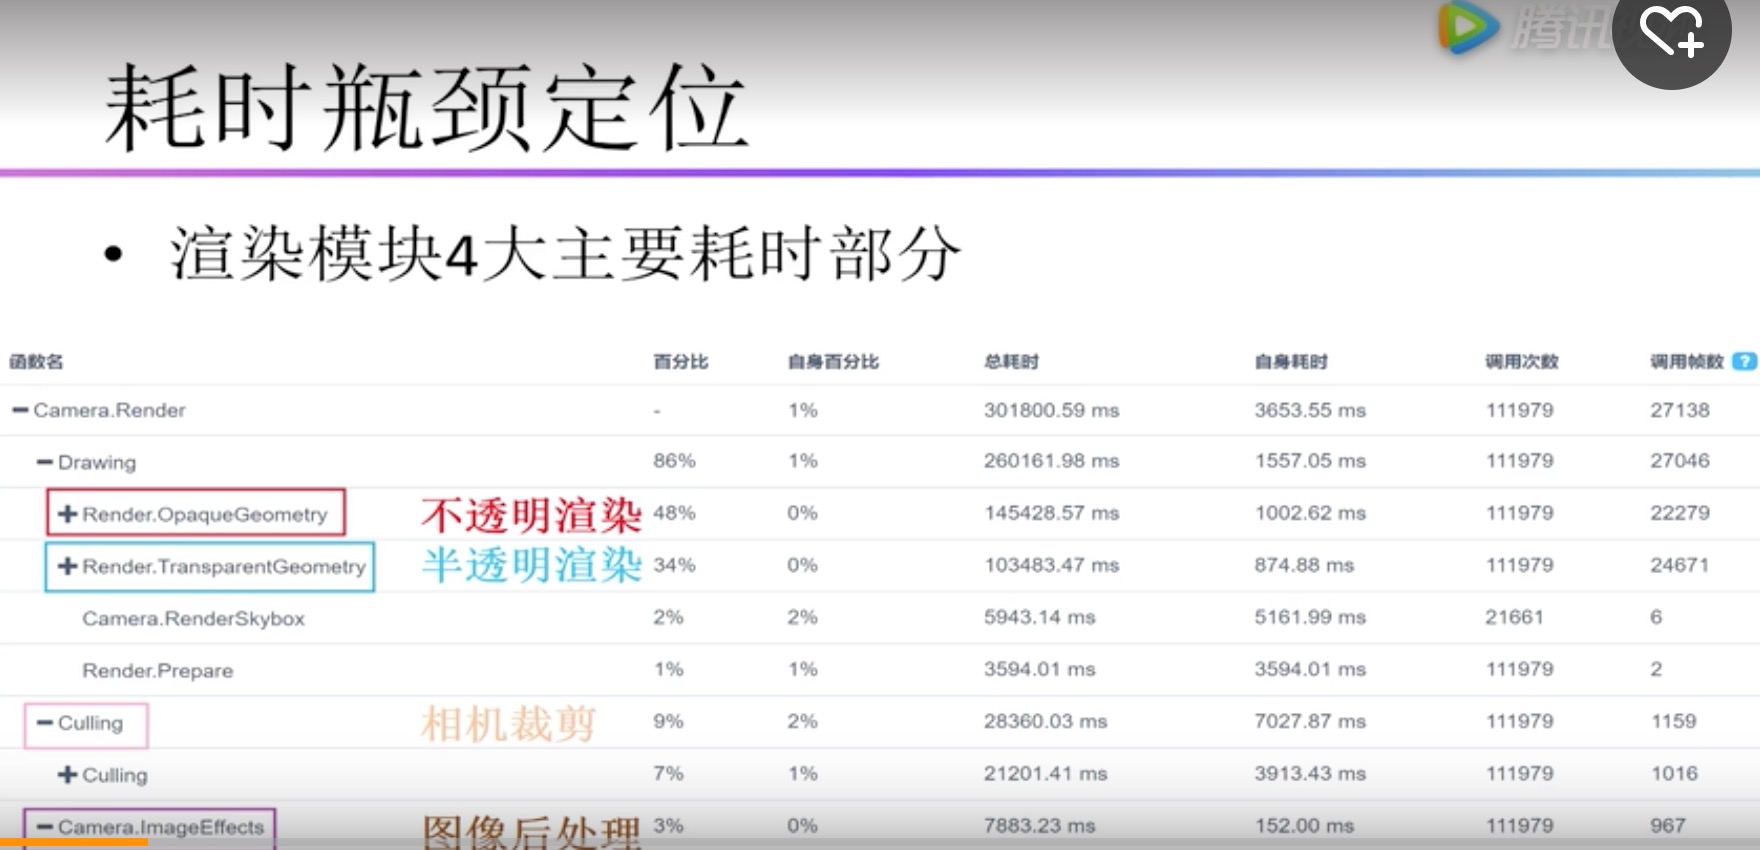 腾讯
耗时瓶颈定位
• 渲染模块4大主要耗时部分
函数名 百分比 自身百分比 总耗时 自身耗时 调用次数 调用帧数 ?
Camera.Render - 1% 301800.59 ms 3653.55 ms 111979 27138
Drawing 86% 1% 260161.98 ms 1557.05 ms 111979 27046
Render.OpaqueGeometry 不透明渲染 48% 0% 145428.57 ms 1002.62 ms 111979 22279
Render.TransparentGeometry 半透明渲染 34% 0% 103483.47 ms 874.88 ms 111979 24671
Camera.RenderSkybox 2% 2% 5943.14 ms 5161.99 ms 21661 6
Render.Prepare 1% 1% 3594.01 ms 3594.01 ms 111979 2
Culling 相机裁剪 9% 2% 28360.03 ms 7027.87 ms 111979 1159
Culling 7% 1% 21201.41 ms 3913.43 ms 111979 1016
Camera.ImageEffects 图像后处理 3% 0% 7883.23 ms 152.00 ms 111979 967